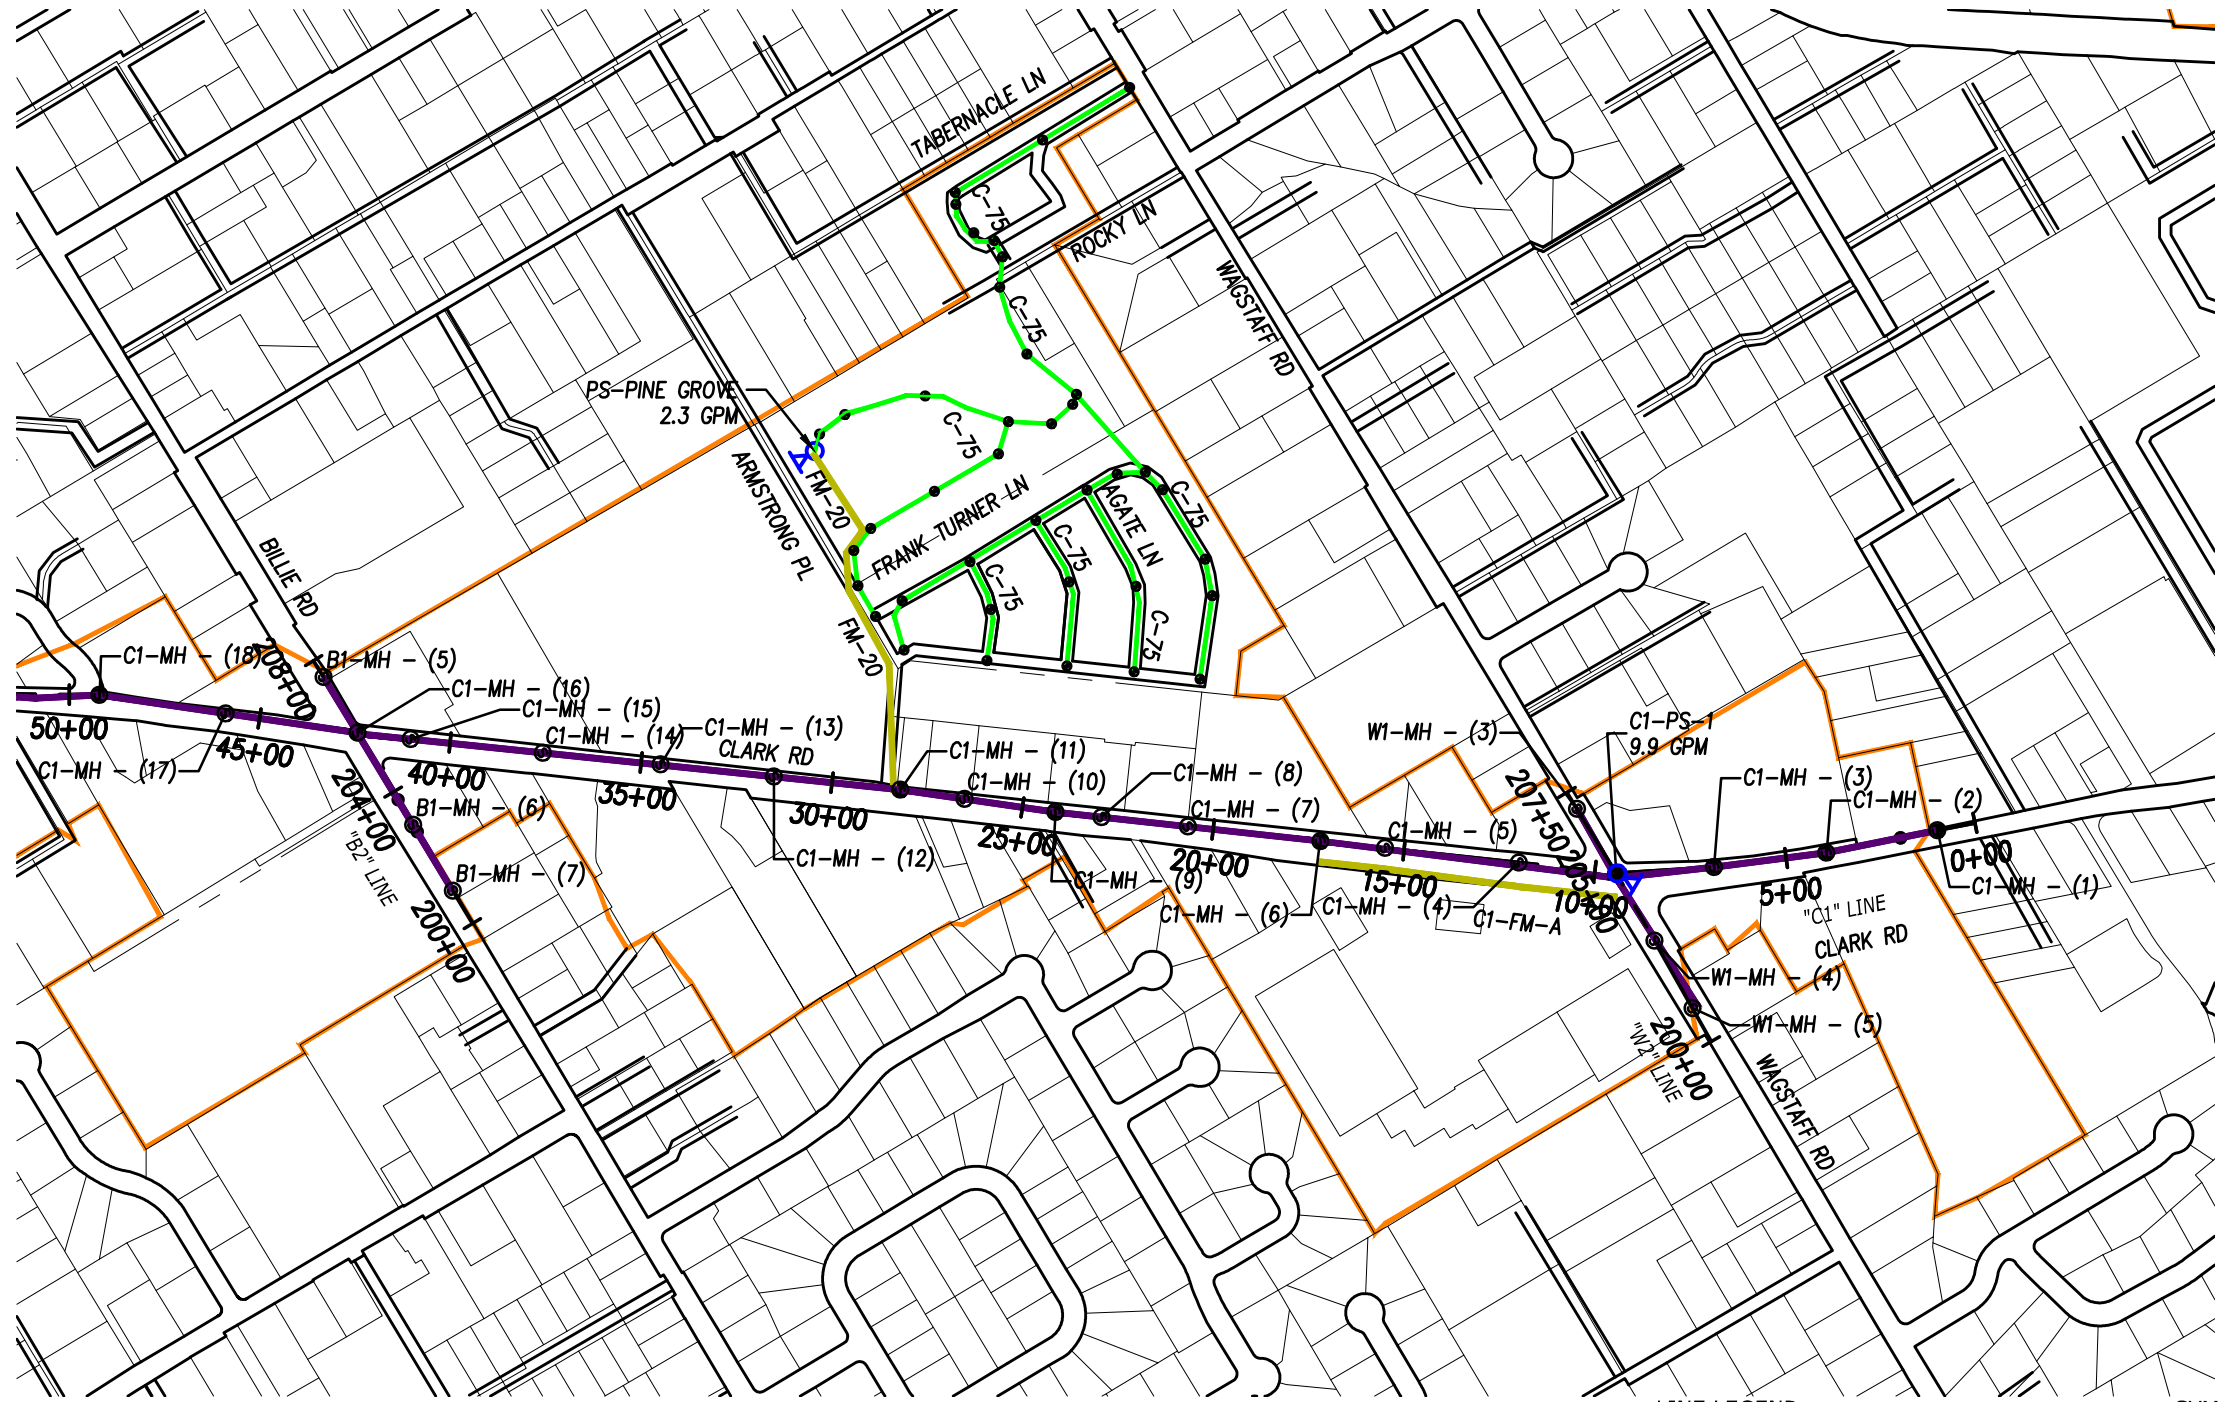 TABERNACLE LN
C-75
ROCKY LN
WAGSTAFF RD
C-75
PS-PINE GROVE
2.3 GPM
C-75
ARMSTRONG PL
FM-20
FRANK TURNER LN
AGATE LN
C-75
C-75
C-75
C-75
FM-20
BILLIE RD
C1-MH - (18)
208+00
B1-MH - (5)
C1-MH - (16)
C1-MH - (15)
C1-MH - (14)
C1-MH - (13)
CLARK RD
C1-MH - (11)
C1-MH - (10)
C1-MH - (8)
C1-MH - (7)
W1-MH - (3)
C1-PS-1
9.9 GPM
C1-MH - (3)
C1-MH - (2)
50+00
45+00
C1-MH - (17)
204+00
40+00
35+00
30+00
25+00
20+00
15+00
10+00
5+00
0+00
207+50
B1-MH - (6)
"B2" LINE
B1-MH - (7)
200+00
C1-MH - (12)
C1-MH - (9)
C1-MH - (5)
C1-MH - (6)
C1-MH - (4)
C1-FM-A
C1-MH - (1)
"C1" LINE
CLARK RD
W1-MH - (4)
W1-MH - (5)
200+00
"W2" LINE
WAGSTAFF RD